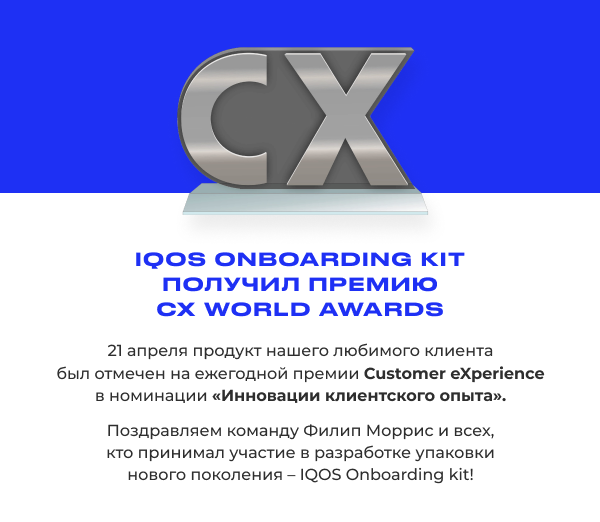 CX
IQOS ONBOARDING KIT
ПОЛУЧИЛ ПРЕМИЮ
CX WORLD AWARDS
21 апреля продукт нашего любимого клиента
был отмечен на ежегодной премии Customer eXperience
в номинации «Инновации клиентского опыта».
Поздравляем команду Филип Моррис и всех,
кто принимал участие в разработке упаковки
нового поколения – IQOS Onboarding kit!